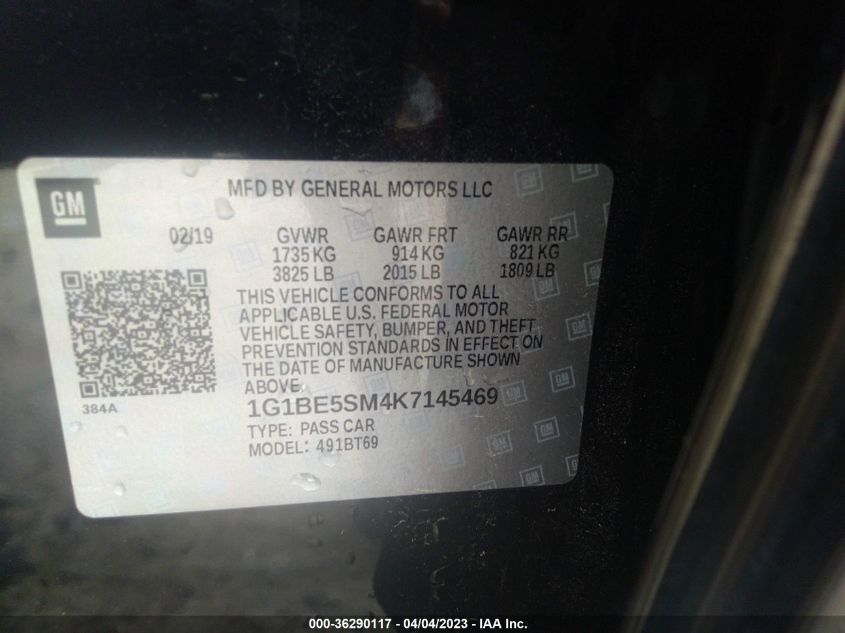 GM
MFD BY GENERAL MOTORS LLC
02/19 GVWR GAWR FRT GAWR RR
1735 KG 914 KG 821 KG
3825 LB 2015 LB 1809 LB
THIS VEHICLE CONFORMS TO ALL
APPLICABLE U.S. FEDERAL MOTOR
VEHICLE SAFETY, BUMPER, AND THEFT
PREVENTION STANDARDS IN EFFECT ON
THE DATE OF MANUFACTURE SHOWN
ABOVE.
384A
1G1BE5SM4K7145469
TYPE: PASS CAR
MODEL: 491BT69
000-36290117 - 04/04/2023 - IAA Inc.